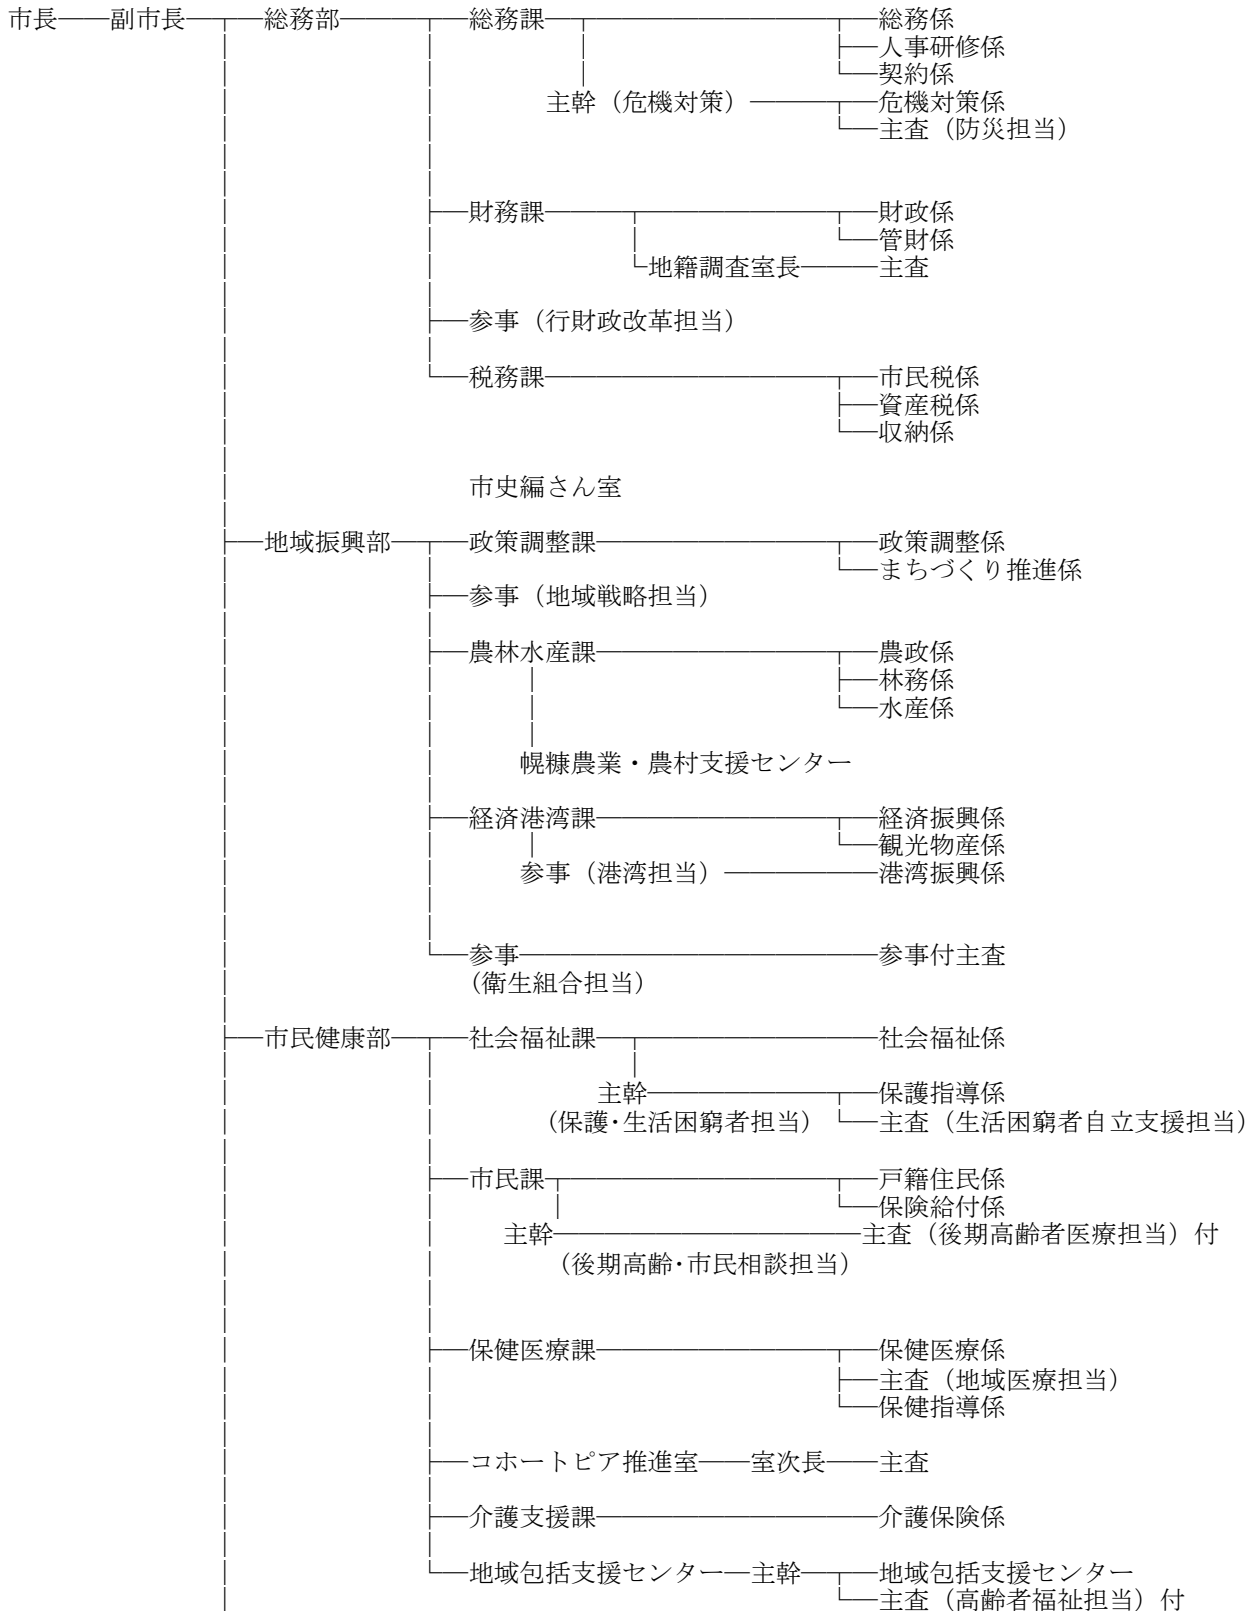 市長 副市長 総務部 総務課 総務係
人事研修係
契約係
主幹（危機対策） 危機対策係
主査（防災担当）
財務課 財政係
管財係
地籍調査室長 主査
参事（行財政改革担当）
税務課 市民税係
資産税係
収納係
市史編さん室
地域振興部 政策調整課 政策調整係
まちづくり推進係
参事（地域戦略担当）
農林水産課 農政係
林務係
水産係
幌糠農業・農村支援センター
経済港湾課 経済振興係
観光物産係
参事（港湾担当） 港湾振興係
参事 参事付主査
（衛生組合担当）
市民健康部 社会福祉課 社会福祉係
主幹 保護指導係
（保護･生活困窮者担当） 主査（生活困窮者自立支援担当）
市民課 戸籍住民係
保険給付係
主幹 主査（後期高齢者医療担当）付
（後期高齢･市民相談担当）
保健医療課 保健医療係
主査（地域医療担当）
保健指導係
コホートピア推進室 室次長 主査
介護支援課 介護保険係
地域包括支援センター 主幹 地域包括支援センター
主査（高齢者福祉担当）付